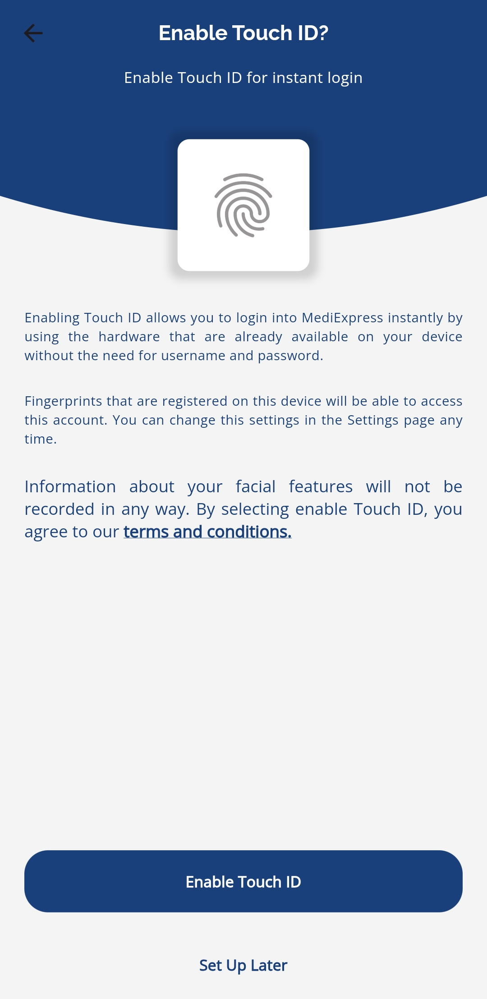 Enable Touch ID?
Enable Touch ID for instant login
Enabling Touch ID allows you to login into MediExpress instantly by
using the hardware that are already available on your device
without the need for username and password.
Fingerprints that are registered on this device will be able to access
this account. You can change this settings in the Settings page any
time.
Information about your facial features will not be
recorded in any way. By selecting enable Touch ID, you
agree to our terms and conditions.
Enable Touch ID
Set Up Later